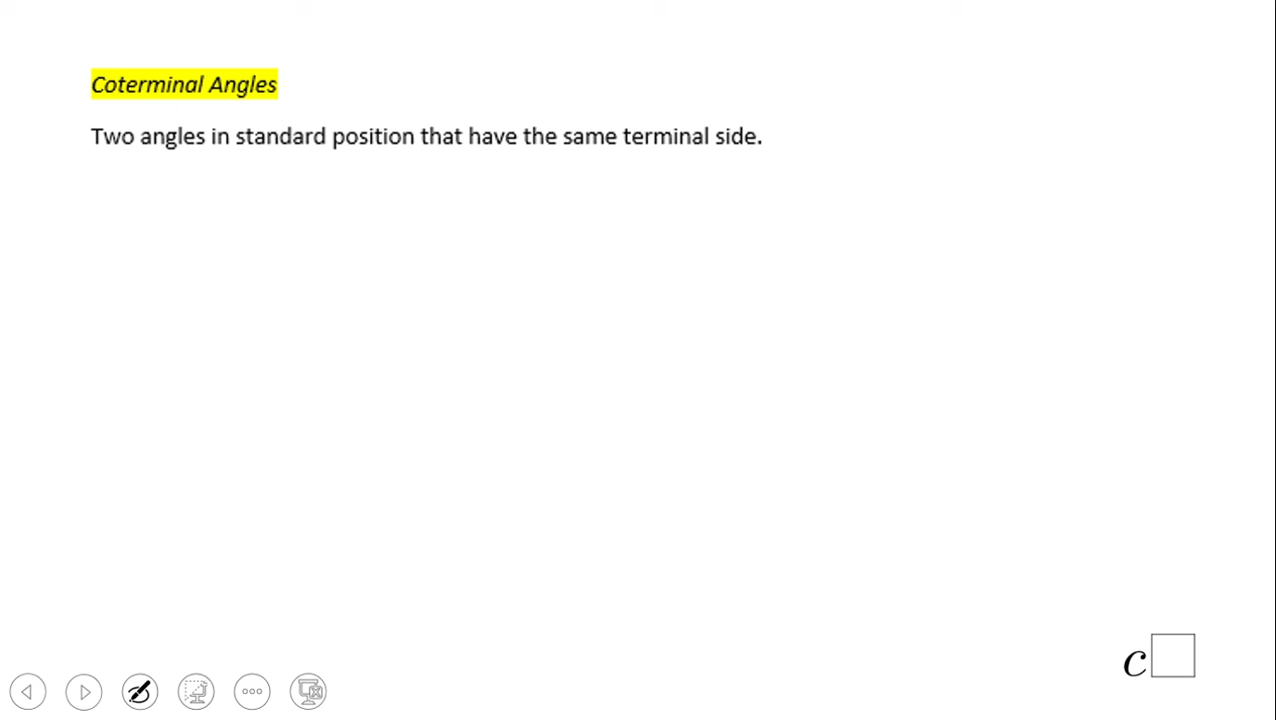 Coterminal Angles
Two angles in standard position that have the same terminal side.
c